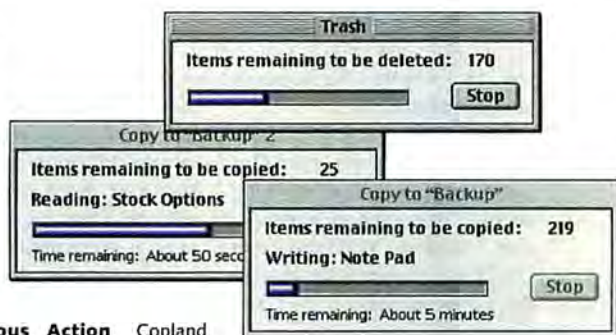 Trash
Items remaining to be deleted: 170
Stop
Copy to "Backup" 2
Items remaining to be copied: 25
Reading: Stock Options
Time remaining: About 50
Copy to "Backup"
Items remaining to be copied: 219
Writing: Note Pad
Stop
Time remaining: About 5 minutes
Action Copland